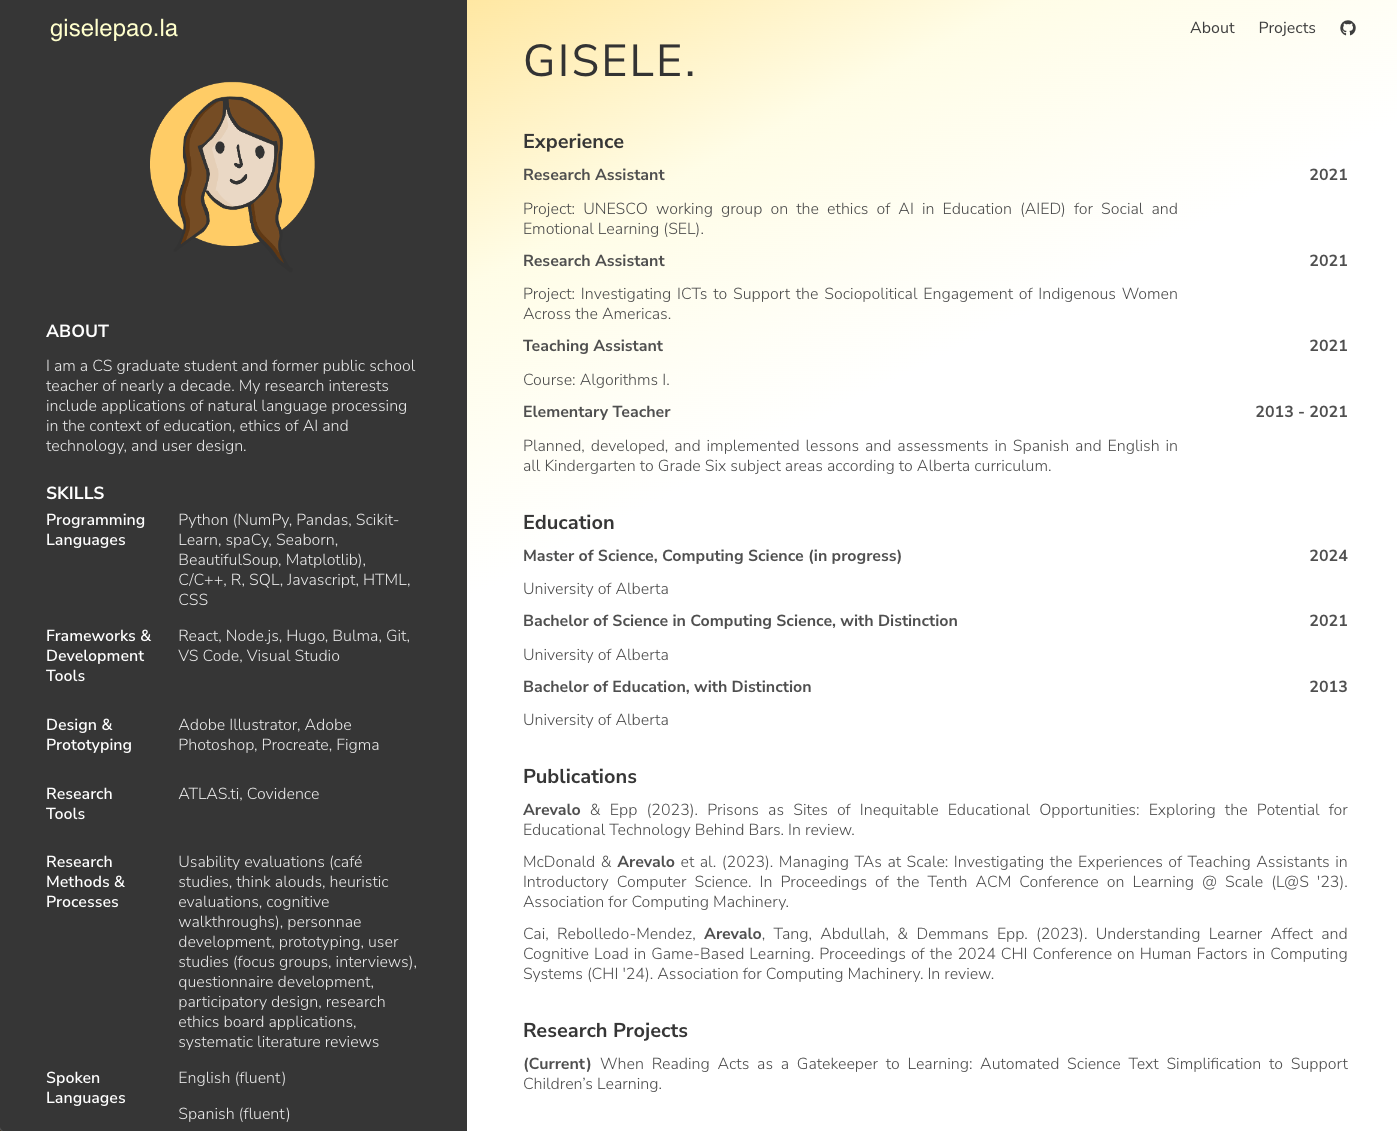 giselepao.la
ABOUT
I am a CS graduate student and former public school
teacher of nearly a decade. My research interests
include applications of natural language processing
in the context of education, ethics of AI and
technology, and user design.
SKILLS
Programming
Languages
Python (NumPy, Pandas, Scikit-
Learn, spaCy, Seaborn,
BeautifulSoup, Matplotlib),
C/C++, R, SQL, Javascript, HTML,
CSS
Frameworks &
Development
Tools
React, Node.js, Hugo, Bulma, Git,
VS Code, Visual Studio
Design &
Prototyping
Adobe Illustrator, Adobe
Photoshop, Procreate, Figma
Research
Tools
ATLAS.ti, Covidence
Research
Methods &
Processes
Usability evaluations (café
studies, think alouds, heuristic
evaluations, cognitive
walkthroughs), personnae
development, prototyping, user
studies (focus groups, interviews),
questionnaire development,
participatory design, research
ethics board applications,
systematic literature reviews
Spoken
Languages
English (fluent)
Spanish (fluent)
About Projects
GISELE.
Experience
Research Assistant 2021
Project: UNESCO working group on the ethics of AI in Education (AIED) for Social and
Emotional Learning (SEL).
Research Assistant 2021
Project: Investigating ICTs to Support the Sociopolitical Engagement of Indigenous Women
Across the Americas.
Teaching Assistant 2021
Course: Algorithms I.
Elementary Teacher 2013 - 2021
Planned, developed, and implemented lessons and assessments in Spanish and English in
all Kindergarten to Grade Six subject areas according to Alberta curriculum.
Education
Master of Science, Computing Science (in progress) 2024
University of Alberta
Bachelor of Science in Computing Science, with Distinction 2021
University of Alberta
Bachelor of Education, with Distinction 2013
University of Alberta
Publications
Arevalo & Epp (2023). Prisons as Sites of Inequitable Educational Opportunities: Exploring the Potential for
Educational Technology Behind Bars. In review.
McDonald & Arevalo et al. (2023). Managing TAs at Scale: Investigating the Experiences of Teaching Assistants in
Introductory Computer Science. In Proceedings of the Tenth ACM Conference on Learning @ Scale (L@S '23).
Association for Computing Machinery.
Cai, Rebolledo-Mendez, Arevalo, Tang, Abdullah, & Demmans Epp. (2023). Understanding Learner Affect and
Cognitive Load in Game-Based Learning. Proceedings of the 2024 CHI Conference on Human Factors in Computing
Systems (CHI '24). Association for Computing Machinery. In review.
Research Projects
(Current) When Reading Acts as a Gatekeeper to Learning: Automated Science Text Simplification to Support
Children’s Learning.